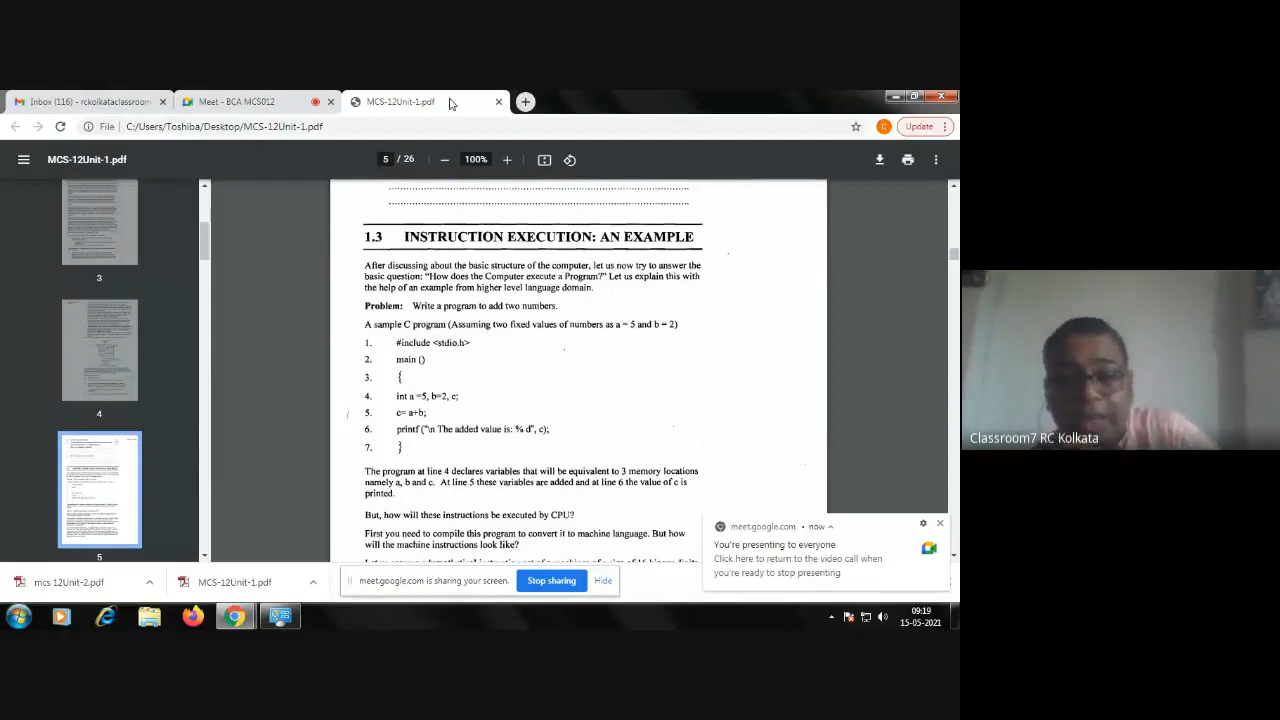 Inbox (116) - rckolkataclassroom
Meet - BCA MCS012
MCS-12Unit-1.pdf
File
C:/Users/Toshiba/Desktop/MCS-12Unit-1.pdf
Update
MCS-12Unit-1.pdf
5 / 26
100%
3
4
5
1.3 INSTRUCTION EXECUTION: AN EXAMPLE
After discussing about the basic structure of the computer, let us now try to answer the
basic question: “How does the Computer execute a Program?” Let us explain this with
the help of an example from higher level language domain.
Problem: Write a program to add two numbers.
A sample C program (Assuming two fixed values of numbers as a = 5 and b = 2)
1. #include <stdio.h>
2. main ()
3. {
4. int a =5, b=2, c;
5. c= a+b;
6. printf ("\n The added value is: % d", c);
7. }
The program at line 4 declares variables that will be equivalent to 3 memory locations
namely a, b and c. At line 5 these variables are added and at line 6 the value of c is
printed.
But, how will these instructions be executed by CPU?
First you need to compile this program to convert it to machine language. But how
will the machine instructions look like?
meet.google.com • now
You're presenting to everyone
Click here to return to the video call when
you're ready to stop presenting
mcs 12Unit-2.pdf
MCS-12Unit-1.pdf
meet.google.com is sharing your screen.
Stop sharing
Hide
09:19
15-05-2021
Classroom7 RC Kolkata